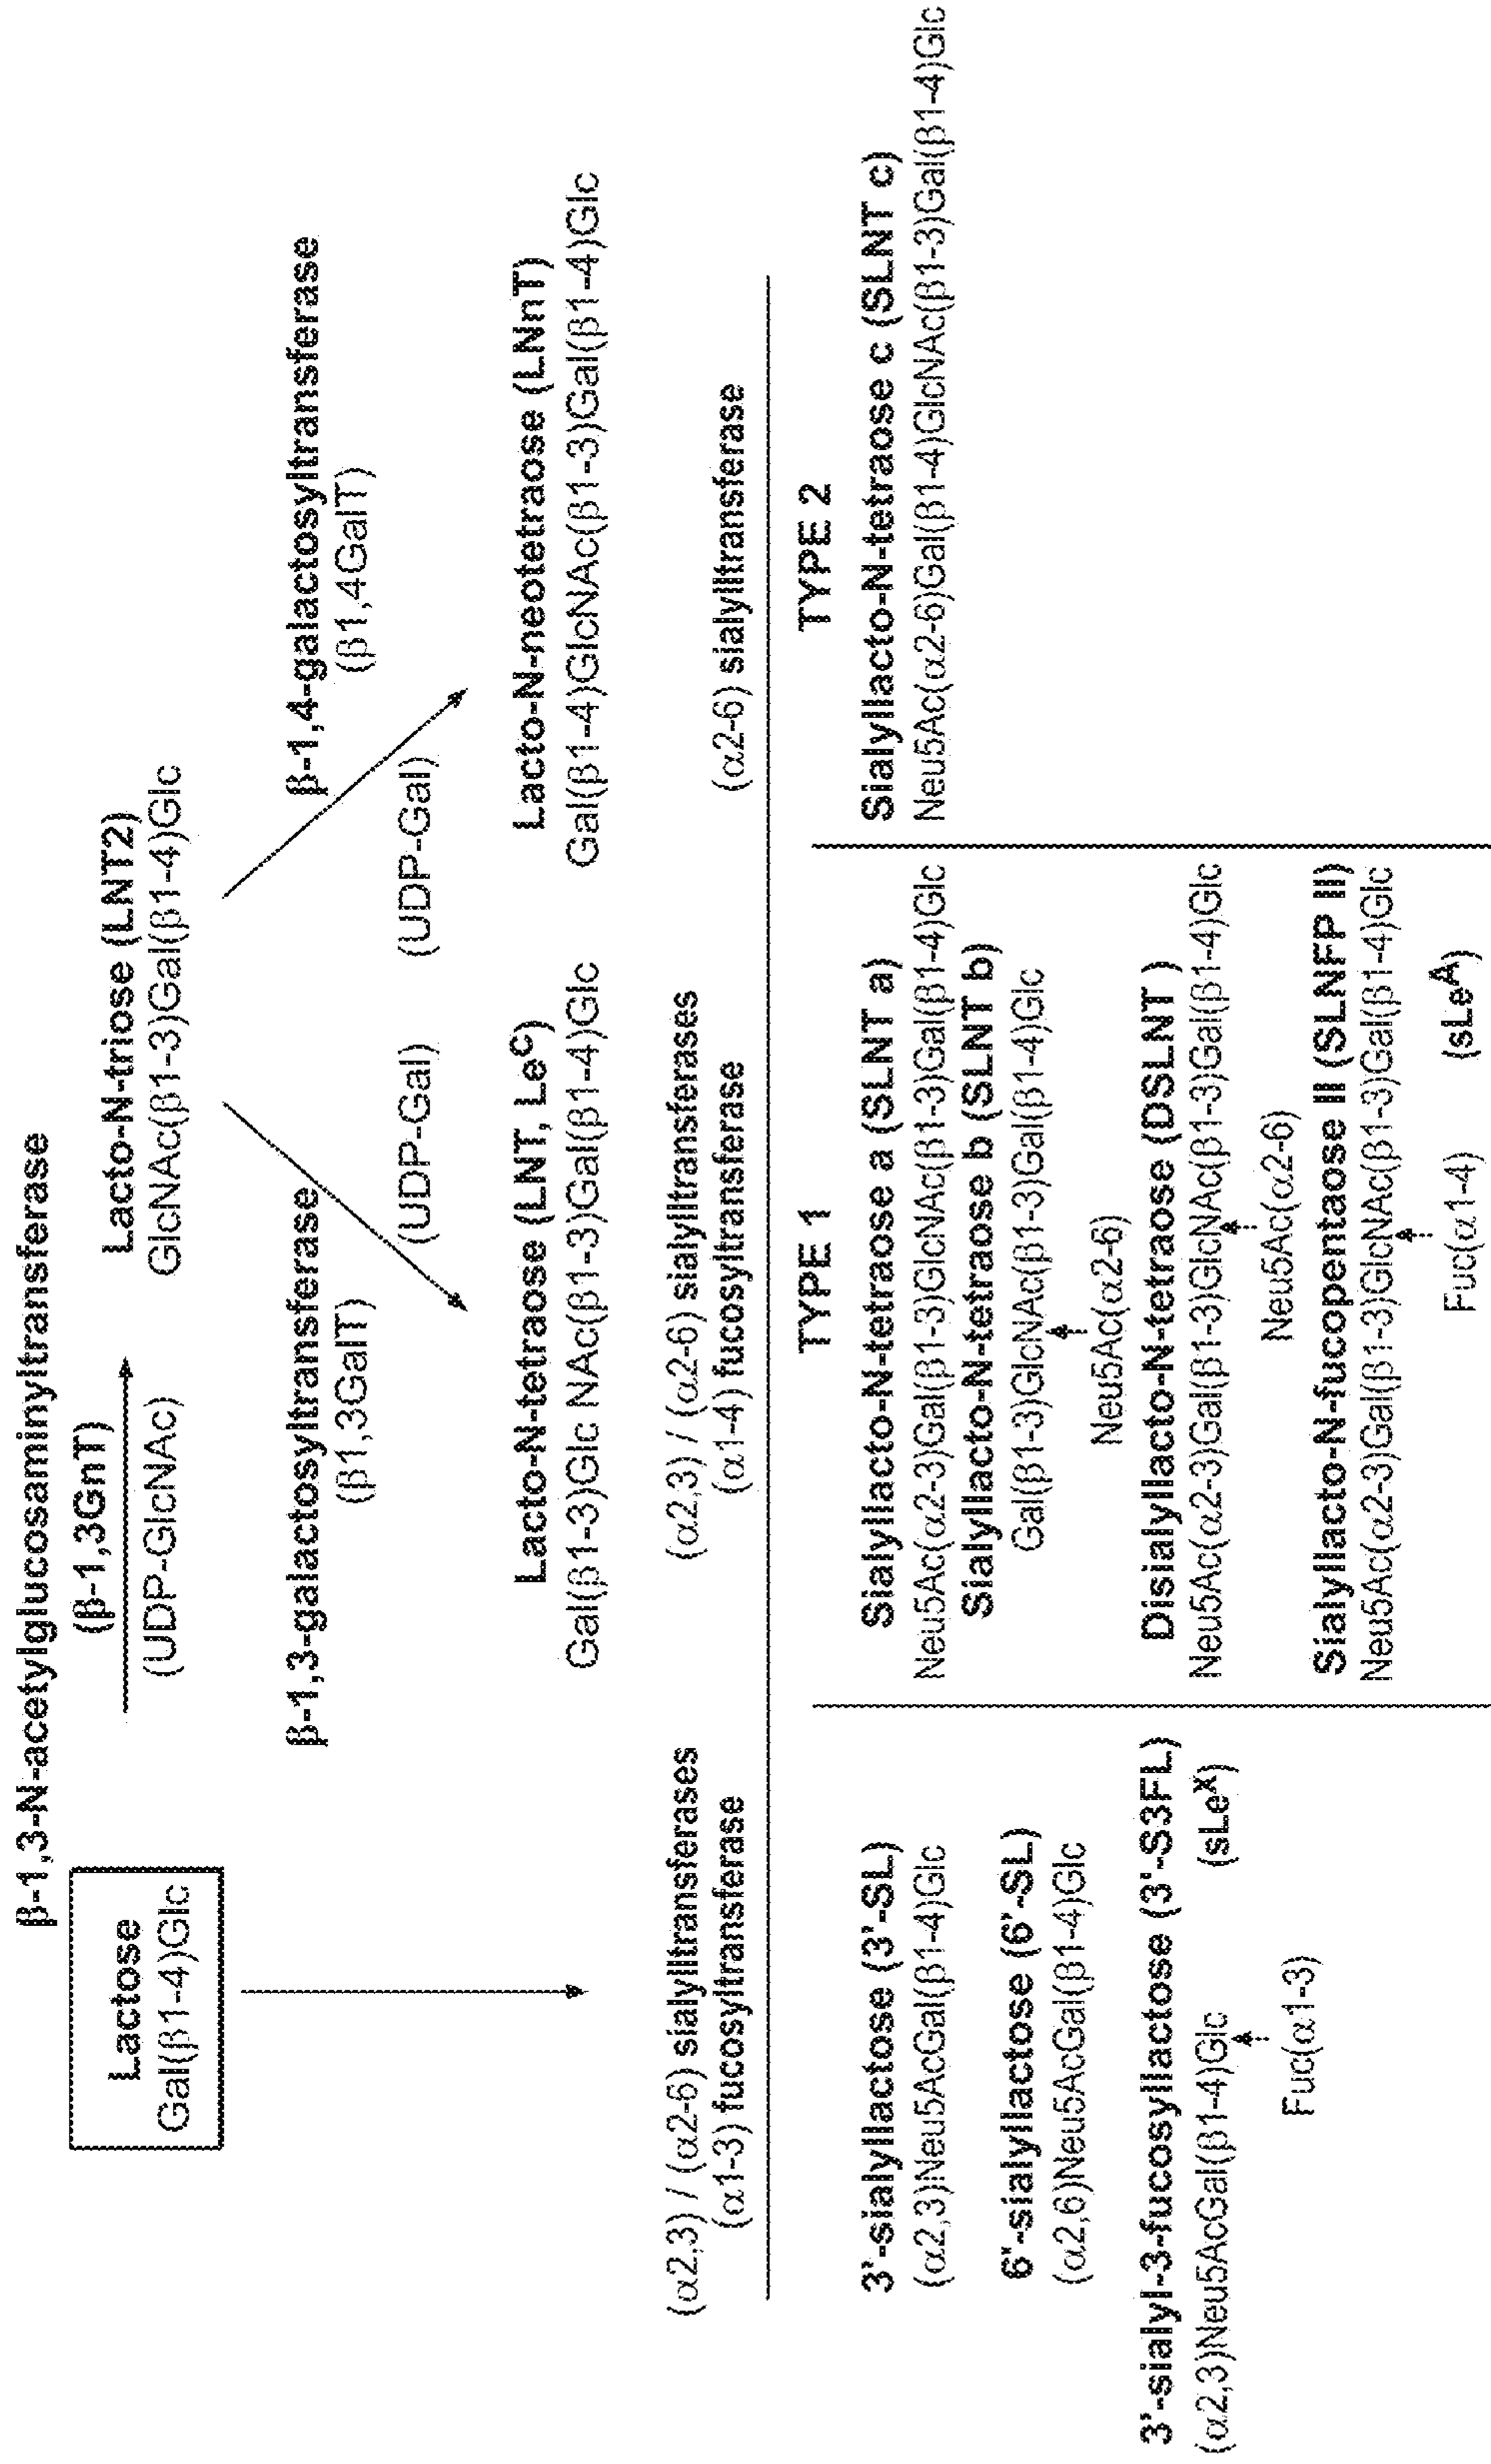 β-1,3-N-acetylglucosaminyltransferase
(β-1,3GnT)
(UDP-GlcNAc)
Lactose
Gal(β1-4)Glc
Lacto-N-triose (LNT2)
GlcNAc(β1-3)Gal(β1-4)Glc
β-1,3-galactosyltransferase
(β1,3GalT)
(UDP-Gal)
β-1,4-galactosyltransferase
(β1,4GalT)
(UDP-Gal)
Lacto-N-tetraose (LNT, Leᶜ)
Gal(β1-3)Glc NAc(β1-3)Gal(β1-4)Glc
Lacto-N-neotetraose (LNnT)
Gal(β1-4)GlcNAc(β1-3)Gal(β1-4)Glc
(α2,3) / (α2-6) sialylltransferases
(α1-3) fucosyltransferase
(α2,3) / (α2-6) sialylltransferases
(α1-4) fucosyltransferase
(α2-6) sialylltransferase
3'-sialyllactose (3'-SL)
(α2,3)Neu5AcGal(β1-4)Glc
6'-sialyllactose (6'-SL)
(α2,6)Neu5AcGal(β1-4)Glc
3'-sialyl-3-fucosyllactose (3'-S3FL)
(α2,3)Neu5AcGal(β1-4)Glc (sLeˣ)
Fuc(α1-3)
TYPE 1
Sialyllacto-N-tetraose a (SLNT a)
Neu5Ac(α2-3)Gal(β1-3)GlcNAc(β1-3)Gal(β1-4)Glc
Sialyllacto-N-tetraose b (SLNT b)
Gal(β1-3)GlcNAc(β1-3)Gal(β1-4)Glc
Neu5Ac(α2-6)
Disialyllacto-N-tetraose (DSLNT )
Neu5Ac(α2-3)Gal(β1-3)GlcNAc(β1-3)Gal(β1-4)Glc
Neu5Ac(α2-6)
Sialyllacto-N-fucopentaose II (SLNFP II)
Neu5Ac(α2-3)Gal(β1-3)GlcNAc(β1-3)Gal(β1-4)Glc
Fuc(α1-4) (sLeᴬ)
TYPE 2
Sialyllacto-N-tetraose c (SLNT c)
Neu5Ac(α2-6)Gal(β1-4)GlcNAc(β1-3)Gal(β1-4)Glc